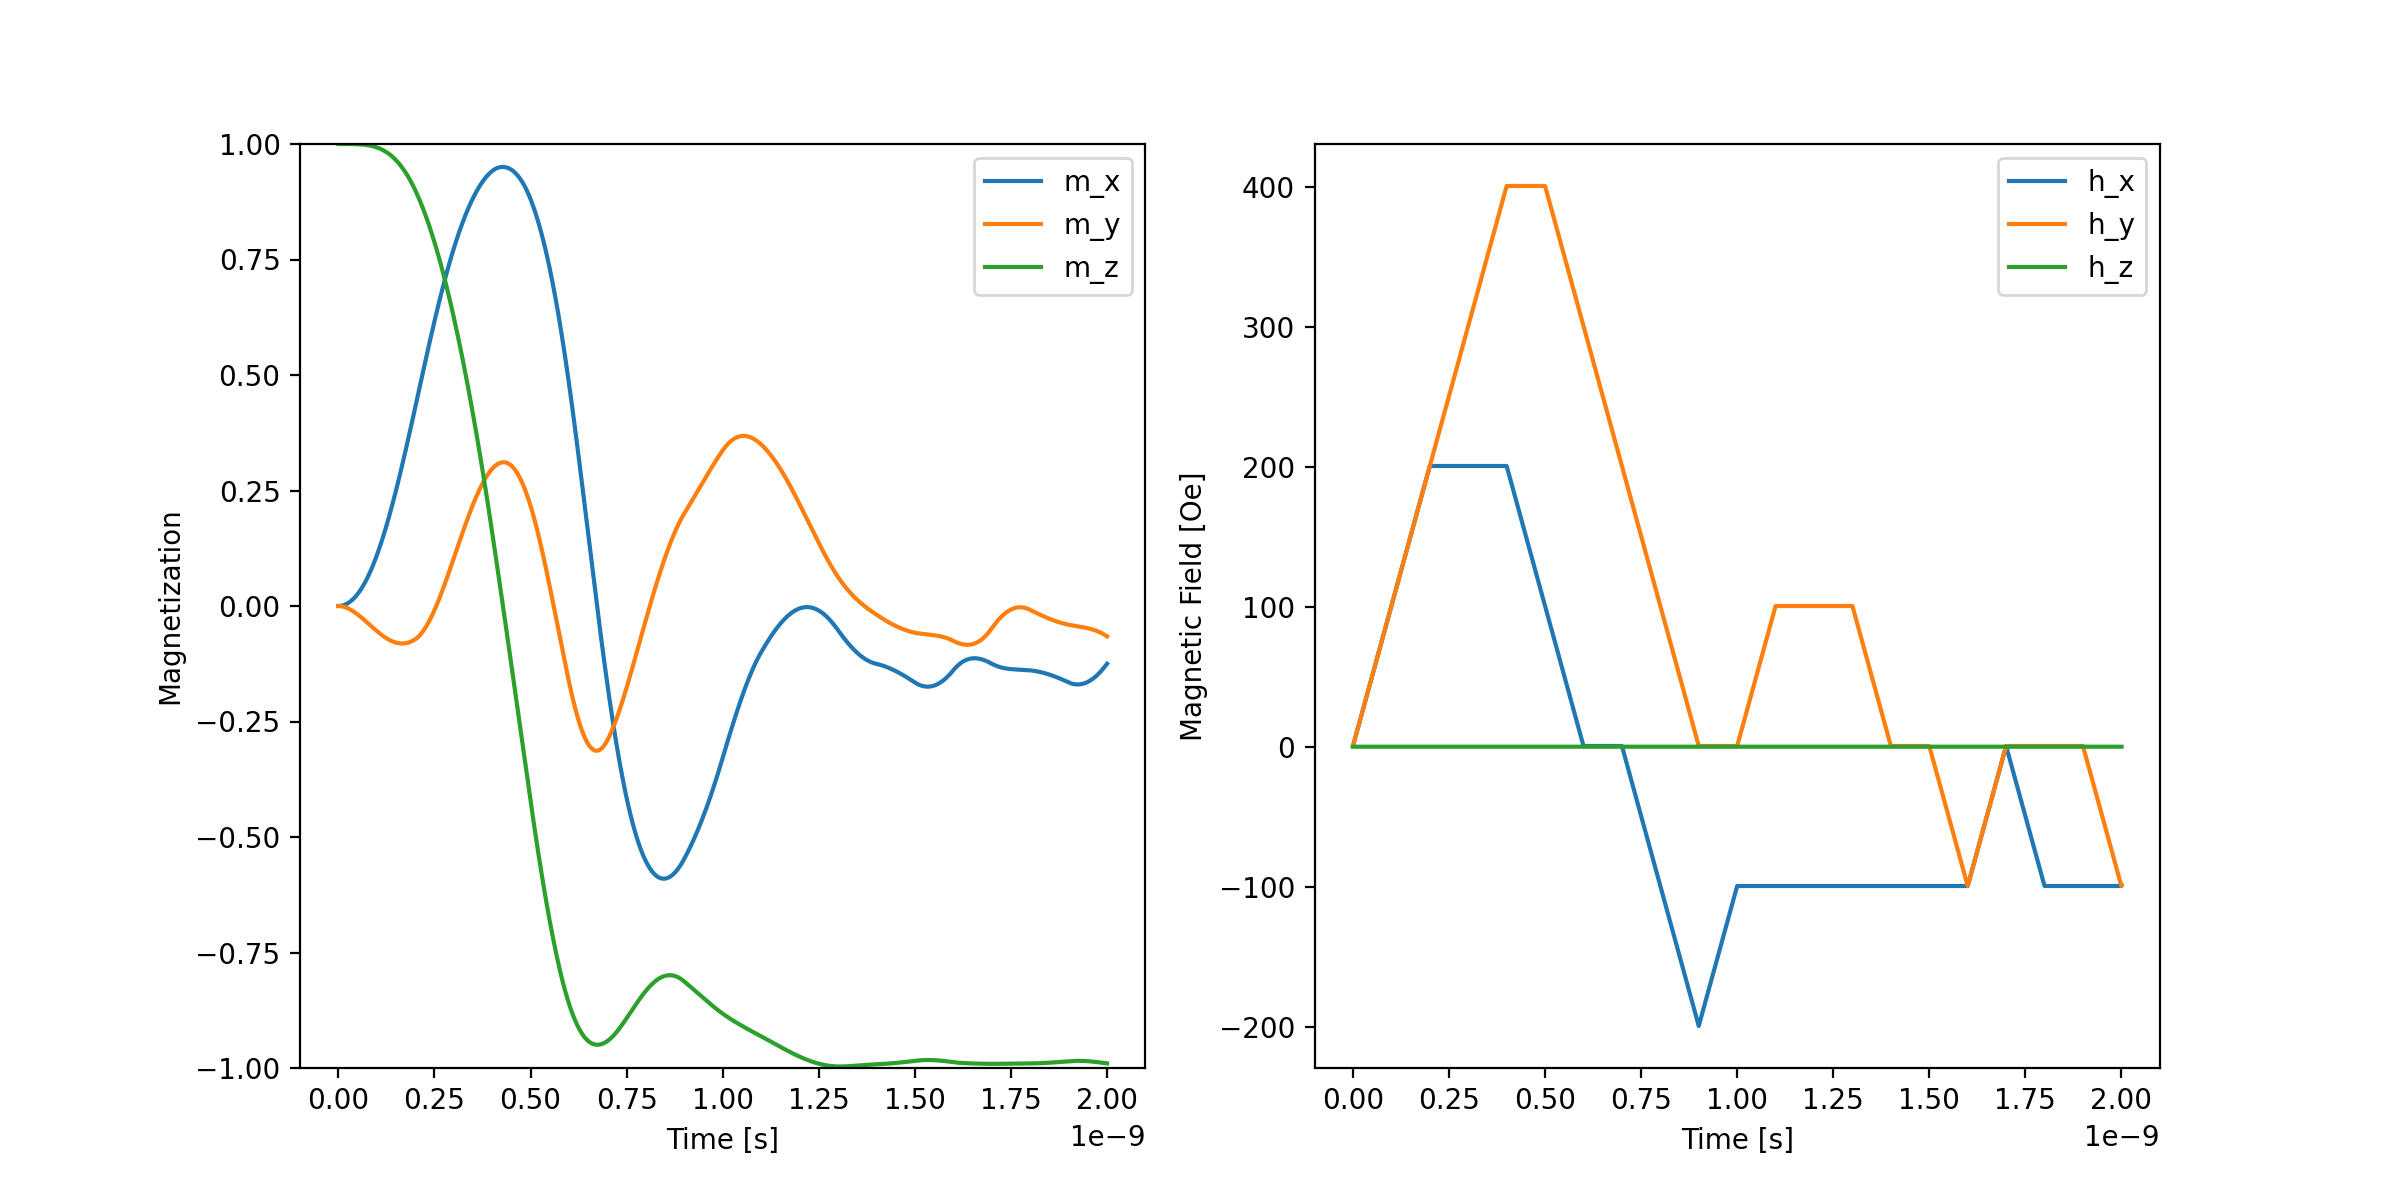 Magnetization
1.00
0.75
0.50
0.25
0.00
−0.25
−0.50
−0.75
−1.00
0.00 0.25 0.50 0.75 1.00 1.25 1.50 1.75 2.00
Time [s]
1e−9
m_x
m_y
m_z
Magnetic Field [Oe]
400
300
200
100
0
−100
−200
0.00 0.25 0.50 0.75 1.00 1.25 1.50 1.75 2.00
Time [s]
1e−9
h_x
h_y
h_z